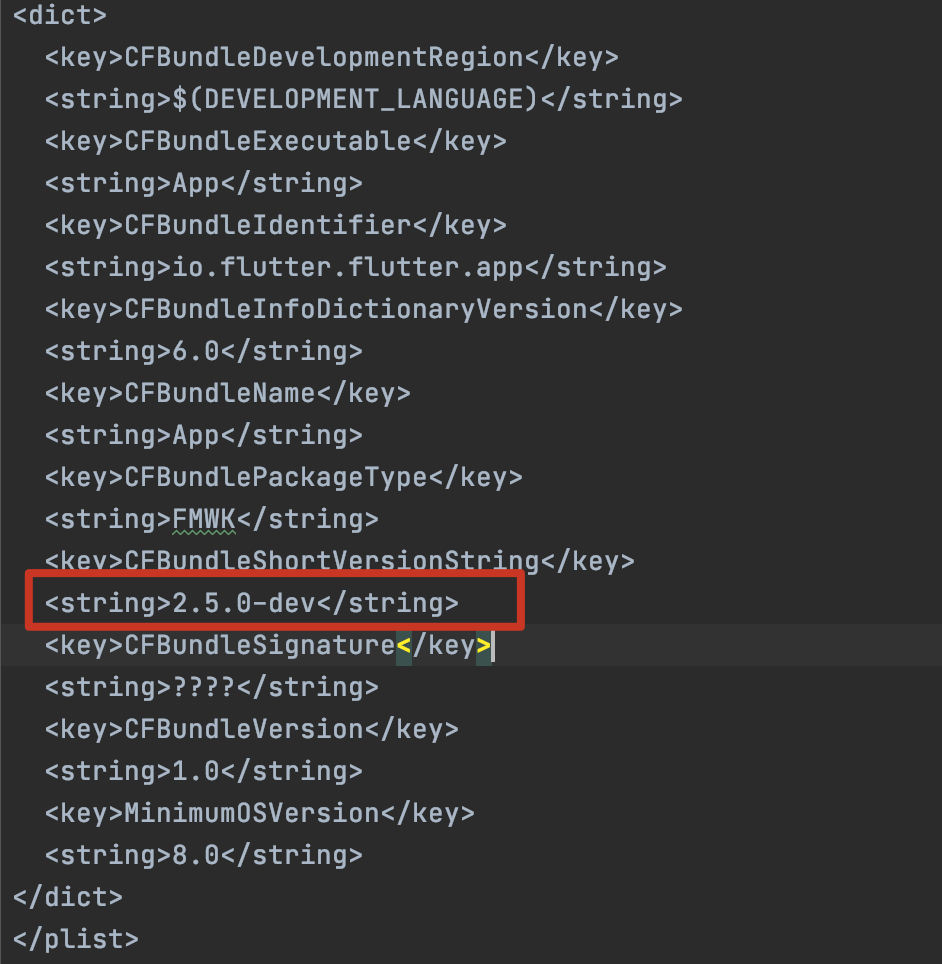 <dict>
<key>CFBundleDevelopmentRegion</key>
<string>$(DEVELOPMENT_LANGUAGE)</string>
<key>CFBundleExecutable</key>
<string>App</string>
<key>CFBundleIdentifier</key>
<string>io.flutter.flutter.app</string>
<key>CFBundleInfoDictionaryVersion</key>
<string>6.0</string>
<key>CFBundleName</key>
<string>App</string>
<key>CFBundlePackageType</key>
<string>FMWK</string>
<key>CFBundleShortVersionString</key>
<string>2.5.0-dev</string>
<key>CFBundleSignature</key>
<string>????</string>
<key>CFBundleVersion</key>
<string>1.0</string>
<key>MinimumOSVersion</key>
<string>8.0</string>
</dict>
</plist>